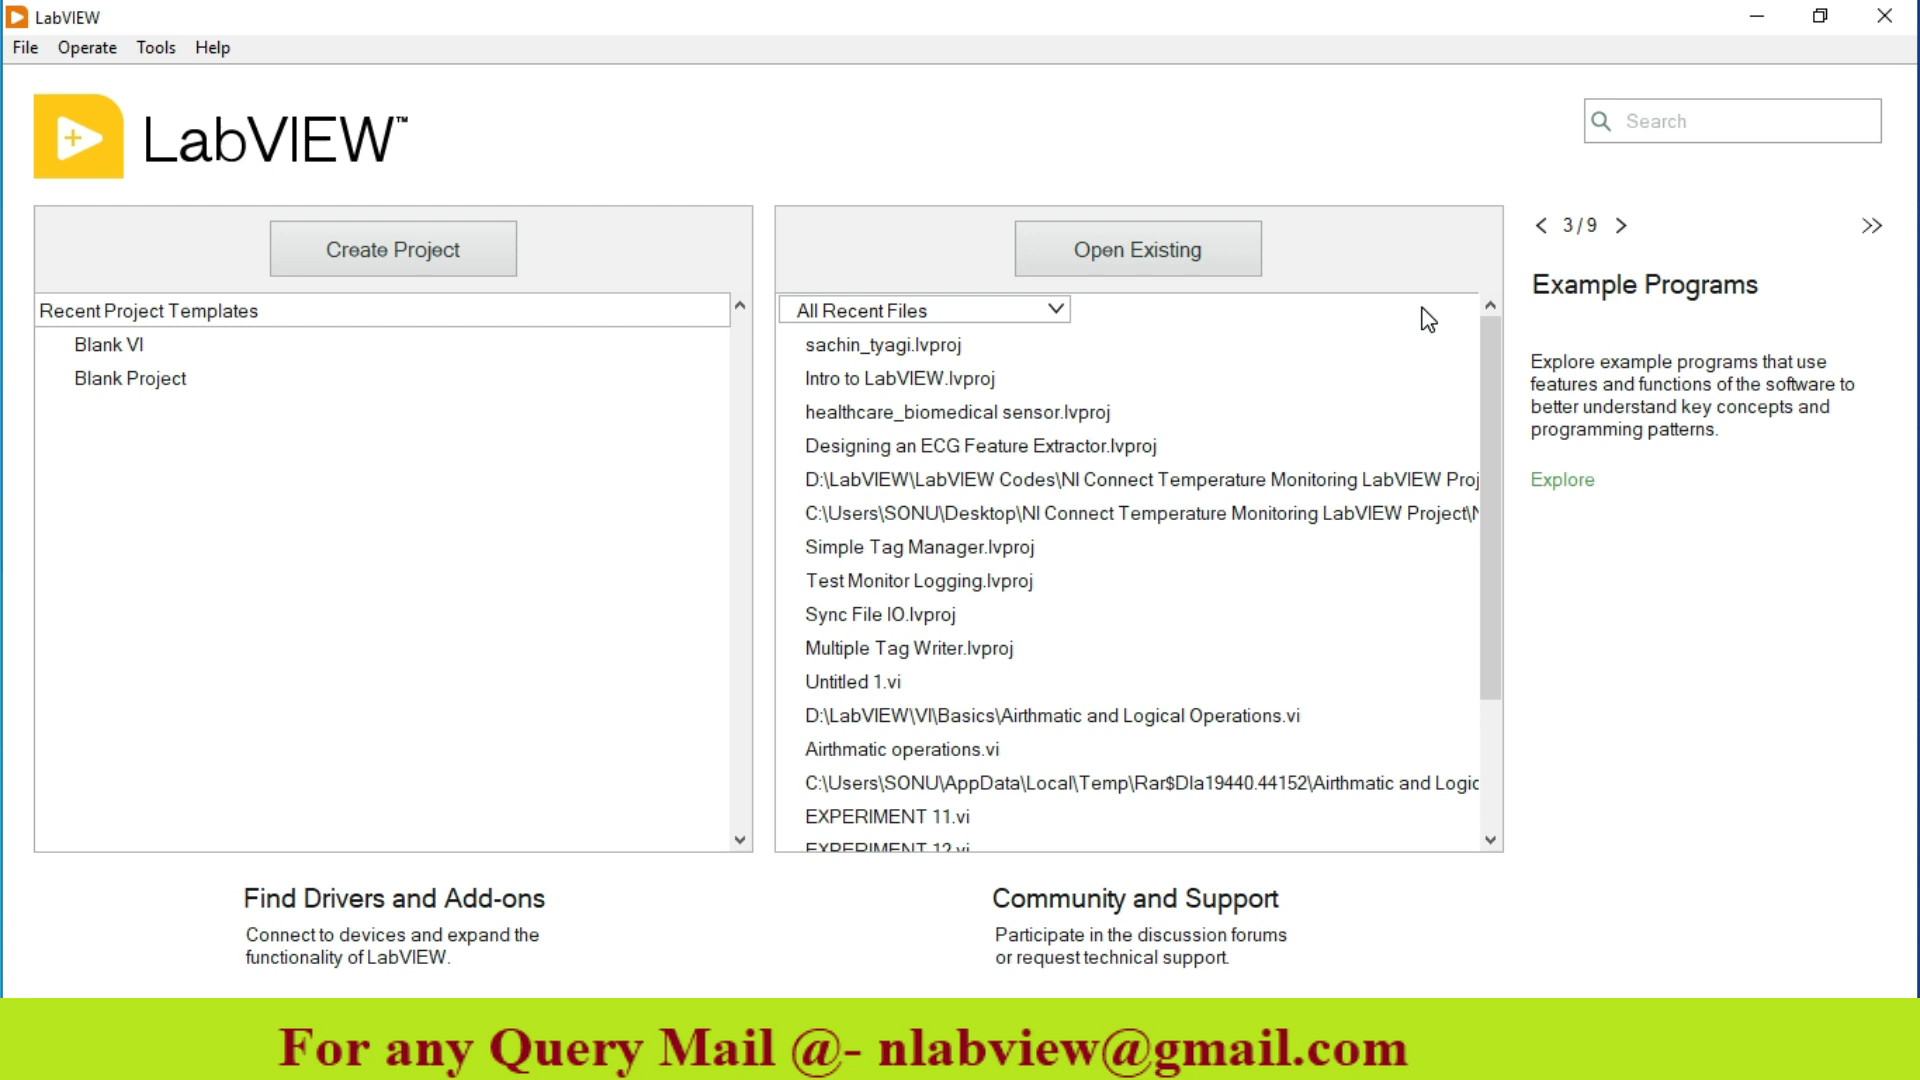 LabVIEW
File Operate Tools Help
LabVIEW™
Search
Create Project
Recent Project Templates
Blank VI
Blank Project
Open Existing
All Recent Files
sachin_tyagi.lvproj
Intro to LabVIEW.lvproj
healthcare_biomedical sensor.lvproj
Designing an ECG Feature Extractor.lvproj
D:\LabVIEW\LabVIEW Codes\NI Connect Temperature Monitoring LabVIEW Proj
C:\Users\SONU\Desktop\NI Connect Temperature Monitoring LabVIEW Project\
Simple Tag Manager.lvproj
Test Monitor Logging.lvproj
Sync File IO.lvproj
Multiple Tag Writer.lvproj
Untitled 1.vi
D:\LabVIEW\VI\Basics\Airthmatic and Logical Operations.vi
Airthmatic operations.vi
C:\Users\SONU\AppData\Local\Temp\Rar$DIa19440.44152\Airthmatic and Logic
EXPERIMENT 11.vi
EXPERIMENT 12.vi
3/9
Example Programs
Explore example programs that use
features and functions of the software to
better understand key concepts and
programming patterns.
Explore
Find Drivers and Add-ons
Connect to devices and expand the
functionality of LabVIEW.
Community and Support
Participate in the discussion forums
or request technical support.
For any Query Mail @- nlabview@gmail.com